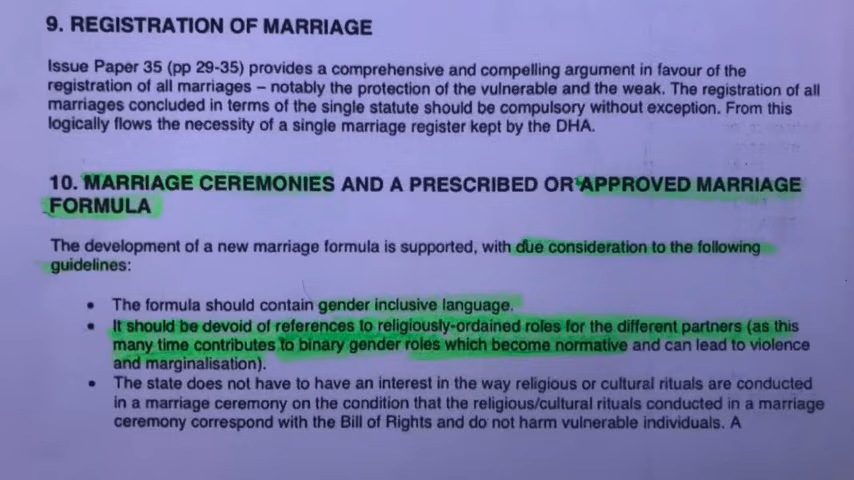 9. REGISTRATION OF MARRIAGE
Issue Paper 35 (pp 29-35) provides a comprehensive and compelling argument in favour of the
registration of all marriages – notably the protection of the vulnerable and the weak. The registration of all
marriages concluded in terms of the single statute should be compulsory without exception. From this
logically flows the necessity of a single marriage register kept by the DHA.
10. MARRIAGE CEREMONIES AND A PRESCRIBED OR APPROVED MARRIAGE
FORMULA
The development of a new marriage formula is supported, with due consideration to the following
guidelines:
• The formula should contain gender inclusive language.
• It should be devoid of references to religiously-ordained roles for the different partners (as this
many time contributes to binary gender roles which become normative and can lead to violence
and marginalisation).
• The state does not have to have an interest in the way religious or cultural rituals are conducted
in a marriage ceremony on the condition that the religious/cultural rituals conducted in a marriage
ceremony correspond with the Bill of Rights and do not harm vulnerable individuals. A